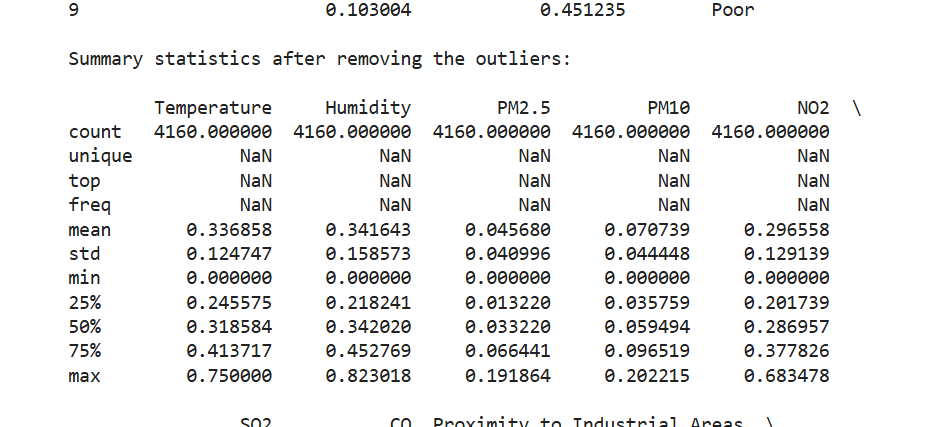 9 0.103004 0.451235 Poor
Summary statistics after removing the outliers:
Temperature Humidity PM2.5 PM10 NO2 \
count 4160.000000 4160.000000 4160.000000 4160.000000 4160.000000
unique NaN NaN NaN NaN NaN
top NaN NaN NaN NaN NaN
freq NaN NaN NaN NaN NaN
mean 0.336858 0.341643 0.045680 0.070739 0.296558
std 0.124747 0.158573 0.040996 0.044448 0.129139
min 0.000000 0.000000 0.000000 0.000000 0.000000
25% 0.245575 0.218241 0.013220 0.035759 0.201739
50% 0.318584 0.342020 0.033220 0.059494 0.286957
75% 0.413717 0.452769 0.066441 0.096519 0.377826
max 0.750000 0.823018 0.191864 0.202215 0.683478
SO2 CO Proximity to Industrial Areas \